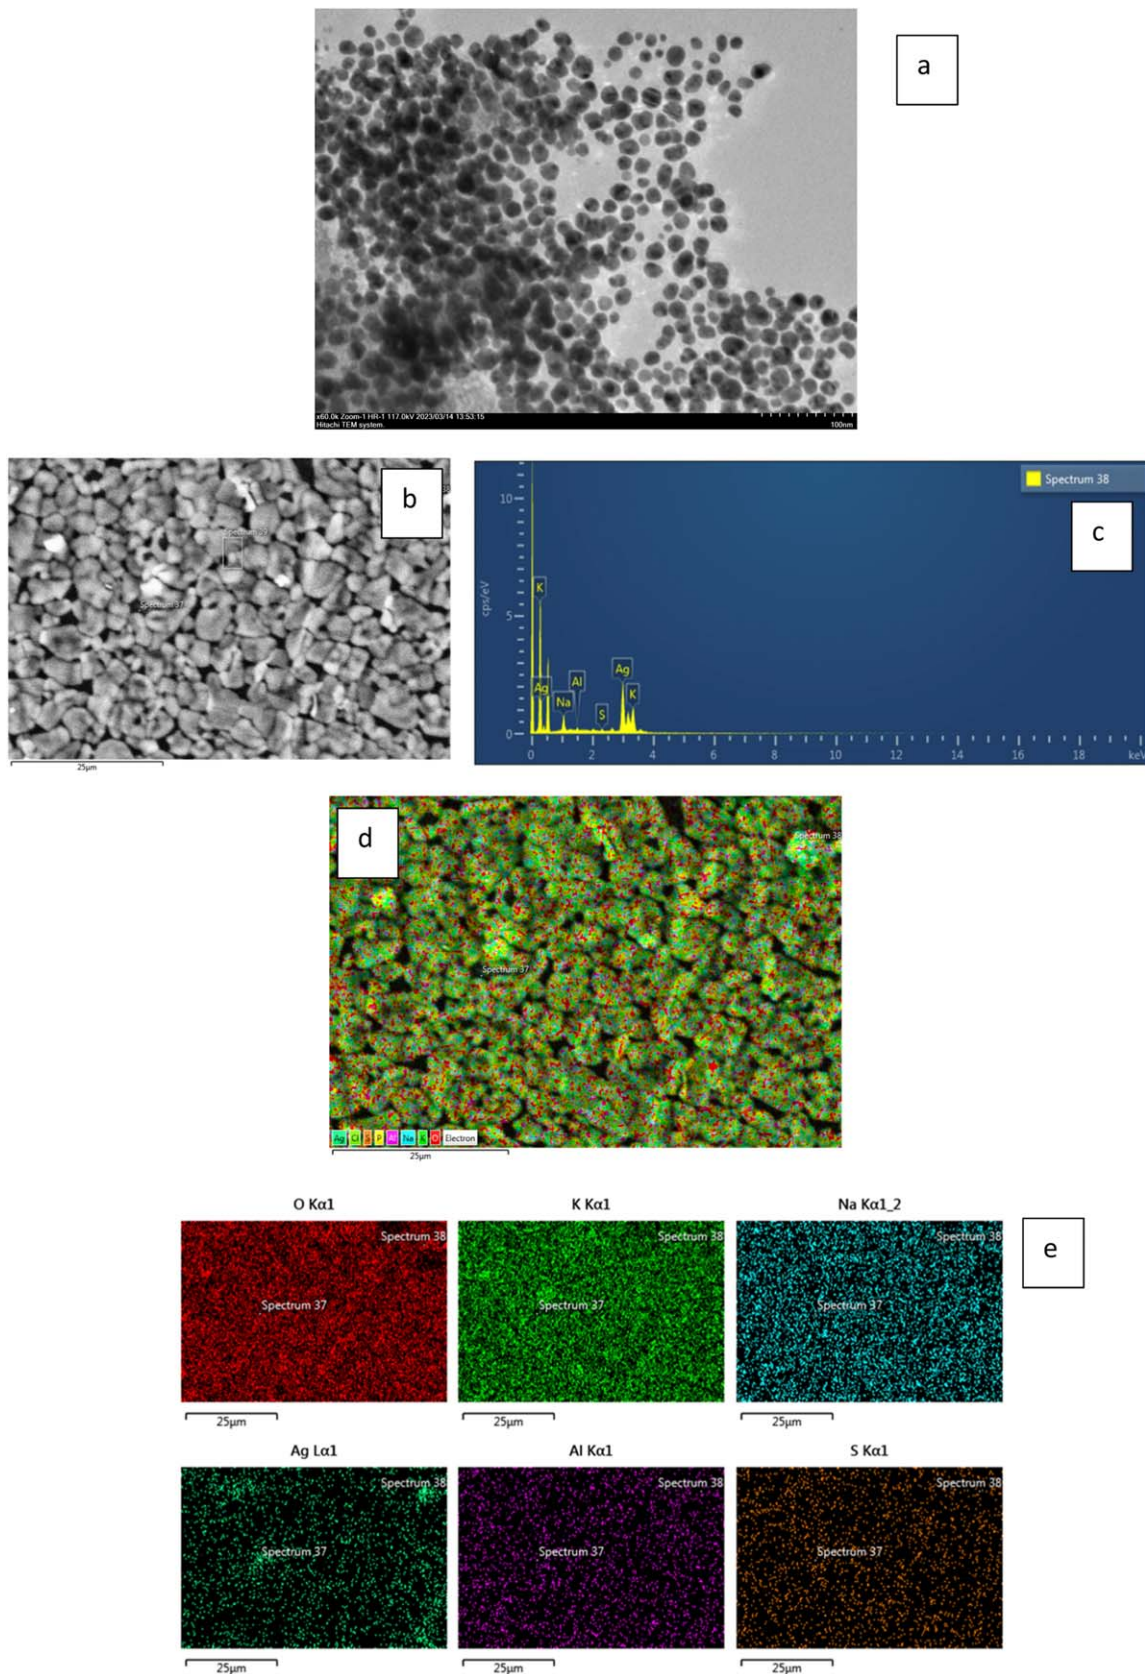 a
x60.0k Zoom-1 HR-1 117.0kV 2023/03/14 13:53:15
Hitachi TEM system.
100nm
b
Spectrum 37
25µm
Spectrum 38
c
10
5
0
cps/eV
K
Ag
Na
Al
S
Ag
K
0 2 4 6 8 10 12 14 16 18 keV
d
Spectrum 38
Spectrum 37
Ag Cl S P Al Na K O Electron
25µm
O Kα1
K Kα1
Na Kα1_2
e
Spectrum 38
Spectrum 37
25µm
Spectrum 38
Spectrum 37
25µm
Spectrum 38
Spectrum 37
25µm
Ag Lα1
Al Kα1
S Kα1
Spectrum 38
Spectrum 37
25µm
Spectrum 38
Spectrum 37
25µm
Spectrum 38
Spectrum 37
25µm